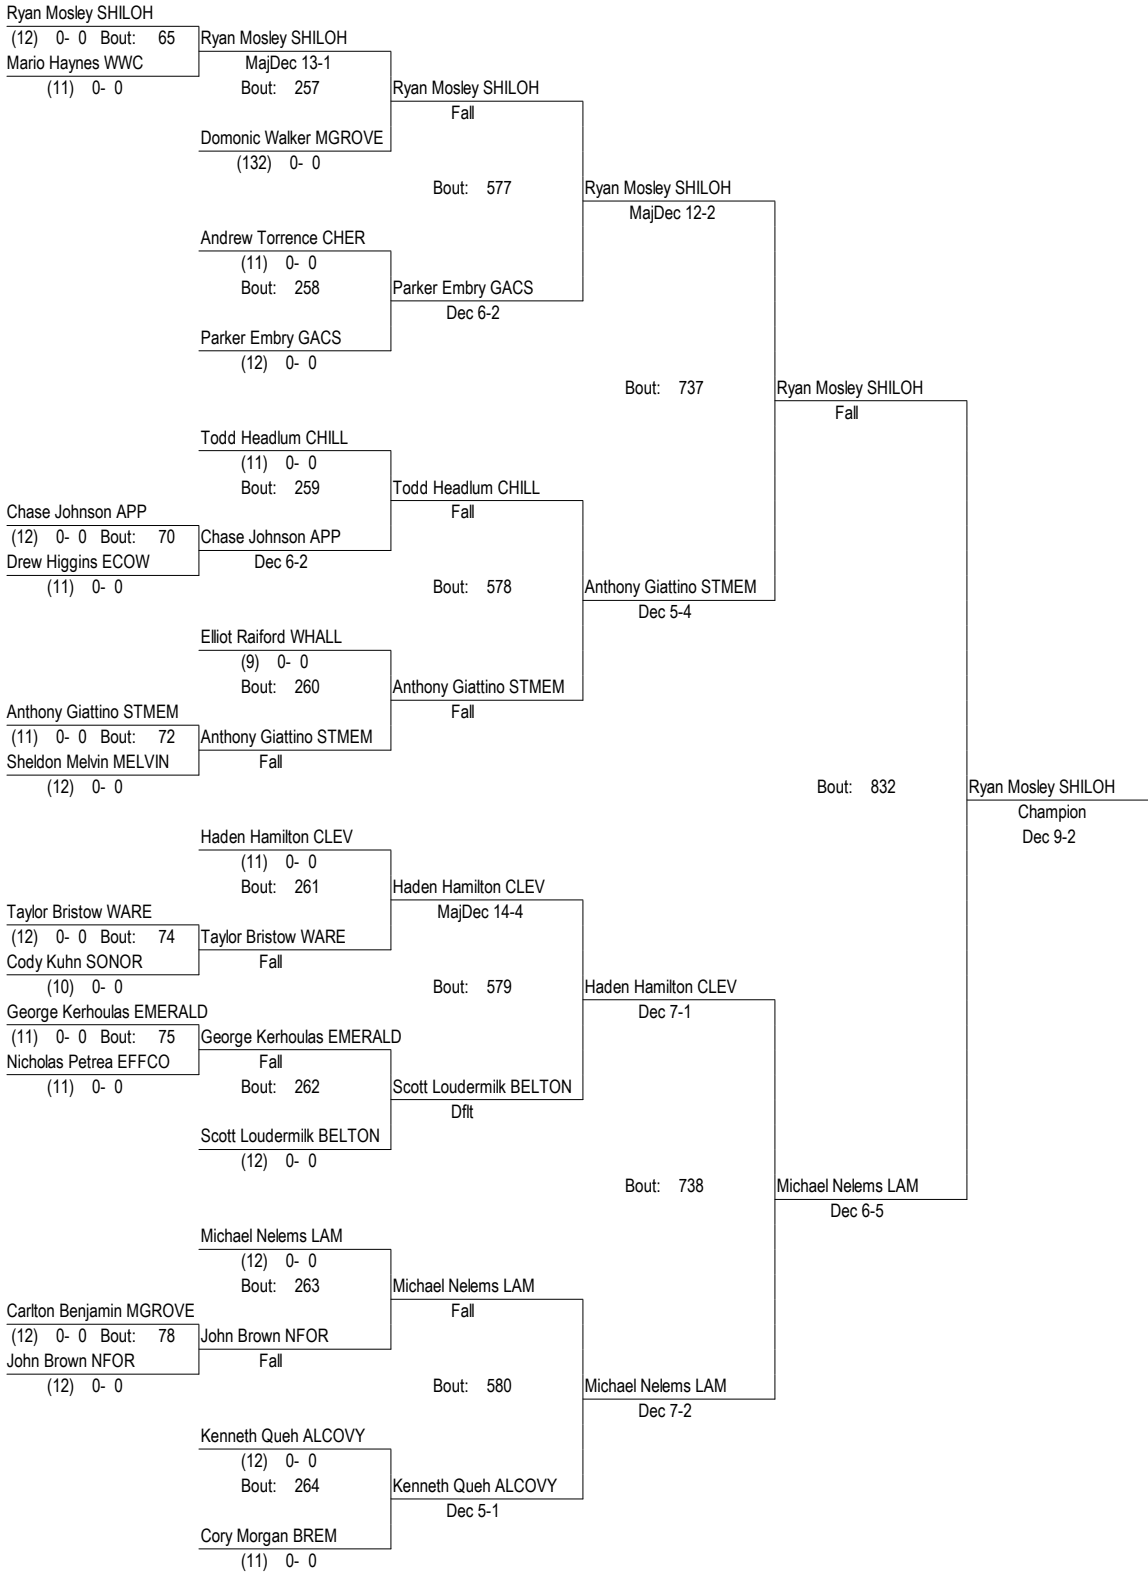 Ryan Mosley SHILOH
(12) 0- 0 Bout: 65 Ryan Mosley SHILOH
Mario Haynes WWC MajDec 13-1
(11) 0- 0 Bout: 257 Ryan Mosley SHILOH
Fall
Domonic Walker MGROVE
(132) 0- 0
Bout: 577 Ryan Mosley SHILOH
MajDec 12-2
Andrew Torrence CHER
(11) 0- 0
Bout: 258 Parker Embry GACS
Dec 6-2
Parker Embry GACS
(12) 0- 0
Bout: 737 Ryan Mosley SHILOH
Fall
Todd Headlum CHILL
(11) 0- 0
Bout: 259 Todd Headlum CHILL
Chase Johnson APP Fall
(12) 0- 0 Bout: 70 Chase Johnson APP
Drew Higgins ECOW Dec 6-2
(11) 0- 0 Bout: 578 Anthony Giattino STMEM
Dec 5-4
Elliot Raiford WHALL
(9) 0- 0
Bout: 260 Anthony Giattino STMEM
Anthony Giattino STMEM Fall
(11) 0- 0 Bout: 72 Anthony Giattino STMEM
Sheldon Melvin MELVIN Fall
(12) 0- 0 Bout: 832 Ryan Mosley SHILOH
Champion
Haden Hamilton CLEV Dec 9-2
(11) 0- 0
Bout: 261 Haden Hamilton CLEV
Taylor Bristow WARE MajDec 14-4
(12) 0- 0 Bout: 74 Taylor Bristow WARE
Cody Kuhn SONOR Fall
(10) 0- 0 Bout: 579 Haden Hamilton CLEV
George Kerhoulas EMERALD Dec 7-1
(11) 0- 0 Bout: 75 George Kerhoulas EMERALD
Nicholas Petrea EFFCO Fall
(11) 0- 0 Bout: 262 Scott Loudermilk BELTON
Dflt
Scott Loudermilk BELTON
(12) 0- 0
Bout: 738 Michael Nelems LAM
Dec 6-5
Michael Nelems LAM
(12) 0- 0
Bout: 263 Michael Nelems LAM
Carlton Benjamin MGROVE Fall
(12) 0- 0 Bout: 78 John Brown NFOR
John Brown NFOR Fall
(12) 0- 0 Bout: 580 Michael Nelems LAM
Dec 7-2
Kenneth Queh ALCOVY
(12) 0- 0
Bout: 264 Kenneth Queh ALCOVY
Dec 5-1
Cory Morgan BREM
(11) 0- 0